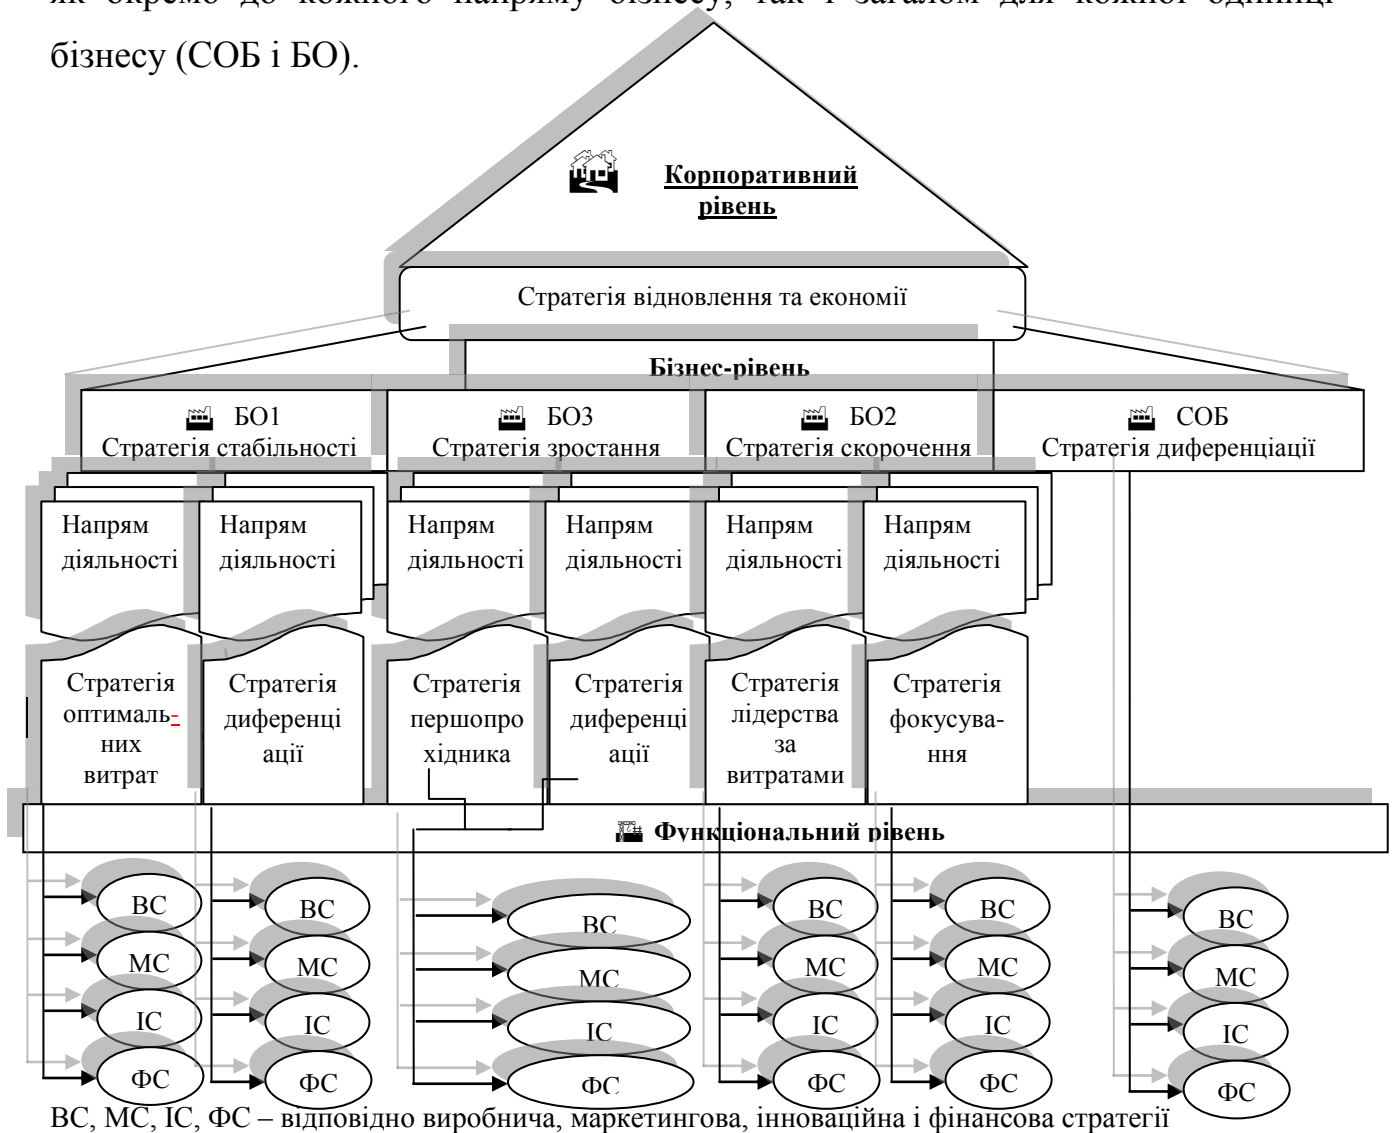 як окремо до кожного напряму бізнесу, так і загалом для кожної одиниці
бізнесу (СОБ і БО).
Корпоративний
рівень
Стратегія відновлення та економії
Бізнес-рівень
БО1
Стратегія стабільності
БО3
Стратегія зростання
БО2
Стратегія скорочення
СОБ
Стратегія диференціації
Напрям
діяльності
Напрям
діяльності
Напрям
діяльності
Напрям
діяльності
Напрям
діяльності
Напрям
діяльності
Стратегія
оптималь-
них
витрат
Стратегія
диференці
ації
Стратегія
першопро
хідника
Стратегія
диференці
ації
Стратегія
лідерства
за
витратами
Стратегія
фокусува-
ння
Функціональний рівень
ВС
МС
ІС
ФС
ВС
МС
ІС
ФС
ВС
МС
ІС
ФС
ВС
МС
ІС
ФС
ВС
МС
ІС
ФС
ВС
МС
ІС
ФС
ВС, МС, ІС, ФС – відповідно виробнича, маркетингова, інноваційна і фінансова стратегії